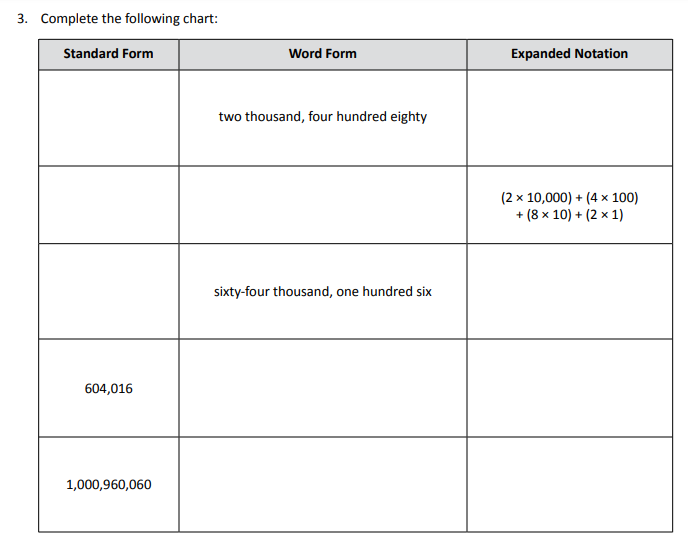 3. Complete the following chart:
Standard Form Word Form Expanded Notation
two thousand, four hundred eighty
(2 × 10,000) + (4 × 100)
+ (8 × 10) + (2 × 1)
sixty-four thousand, one hundred six
604,016
1,000,960,060